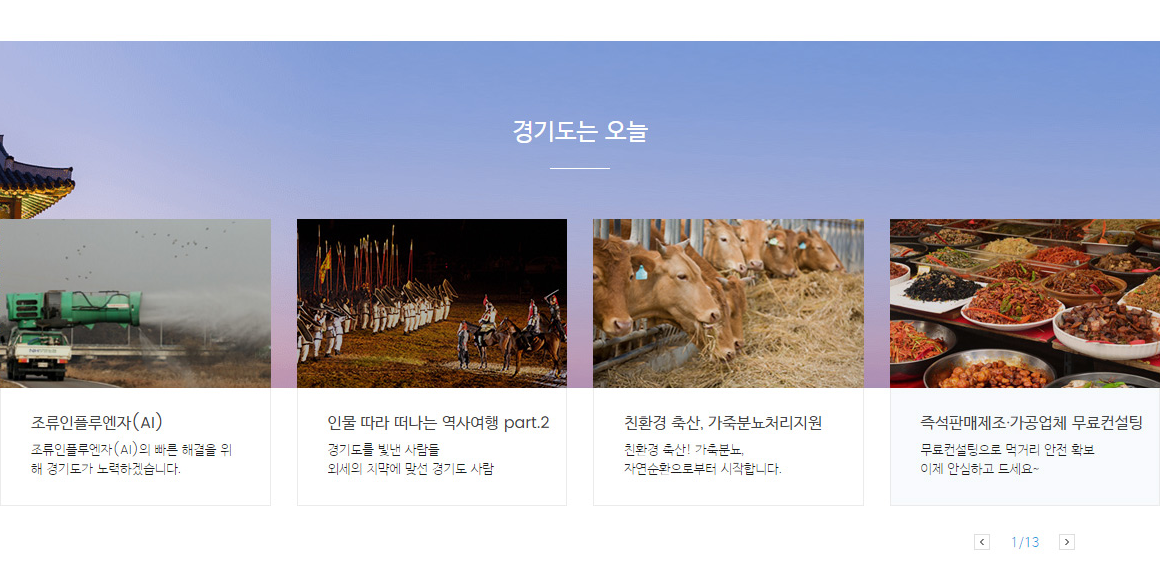 경기도는 오늘
조류인플루엔자(AI)
조류인플루엔자(AI)의 빠른 해결을 위
해 경기도가 노력하겠습니다.
인물 따라 떠나는 역사여행 part.2
경기도를 빛낸 사람들
외세의 치먁에 맞선 경기도 사람
친환경 축산, 가축분뇨처리지원
친환경 축산! 가축분뇨,
자연순환으로부터 시작합니다.
즉석판매제조·가공업체 무료컨설팅
무료컨설팅으로 먹거리 안전 확보
이제 안심하고 드세요~
< 1/13 >